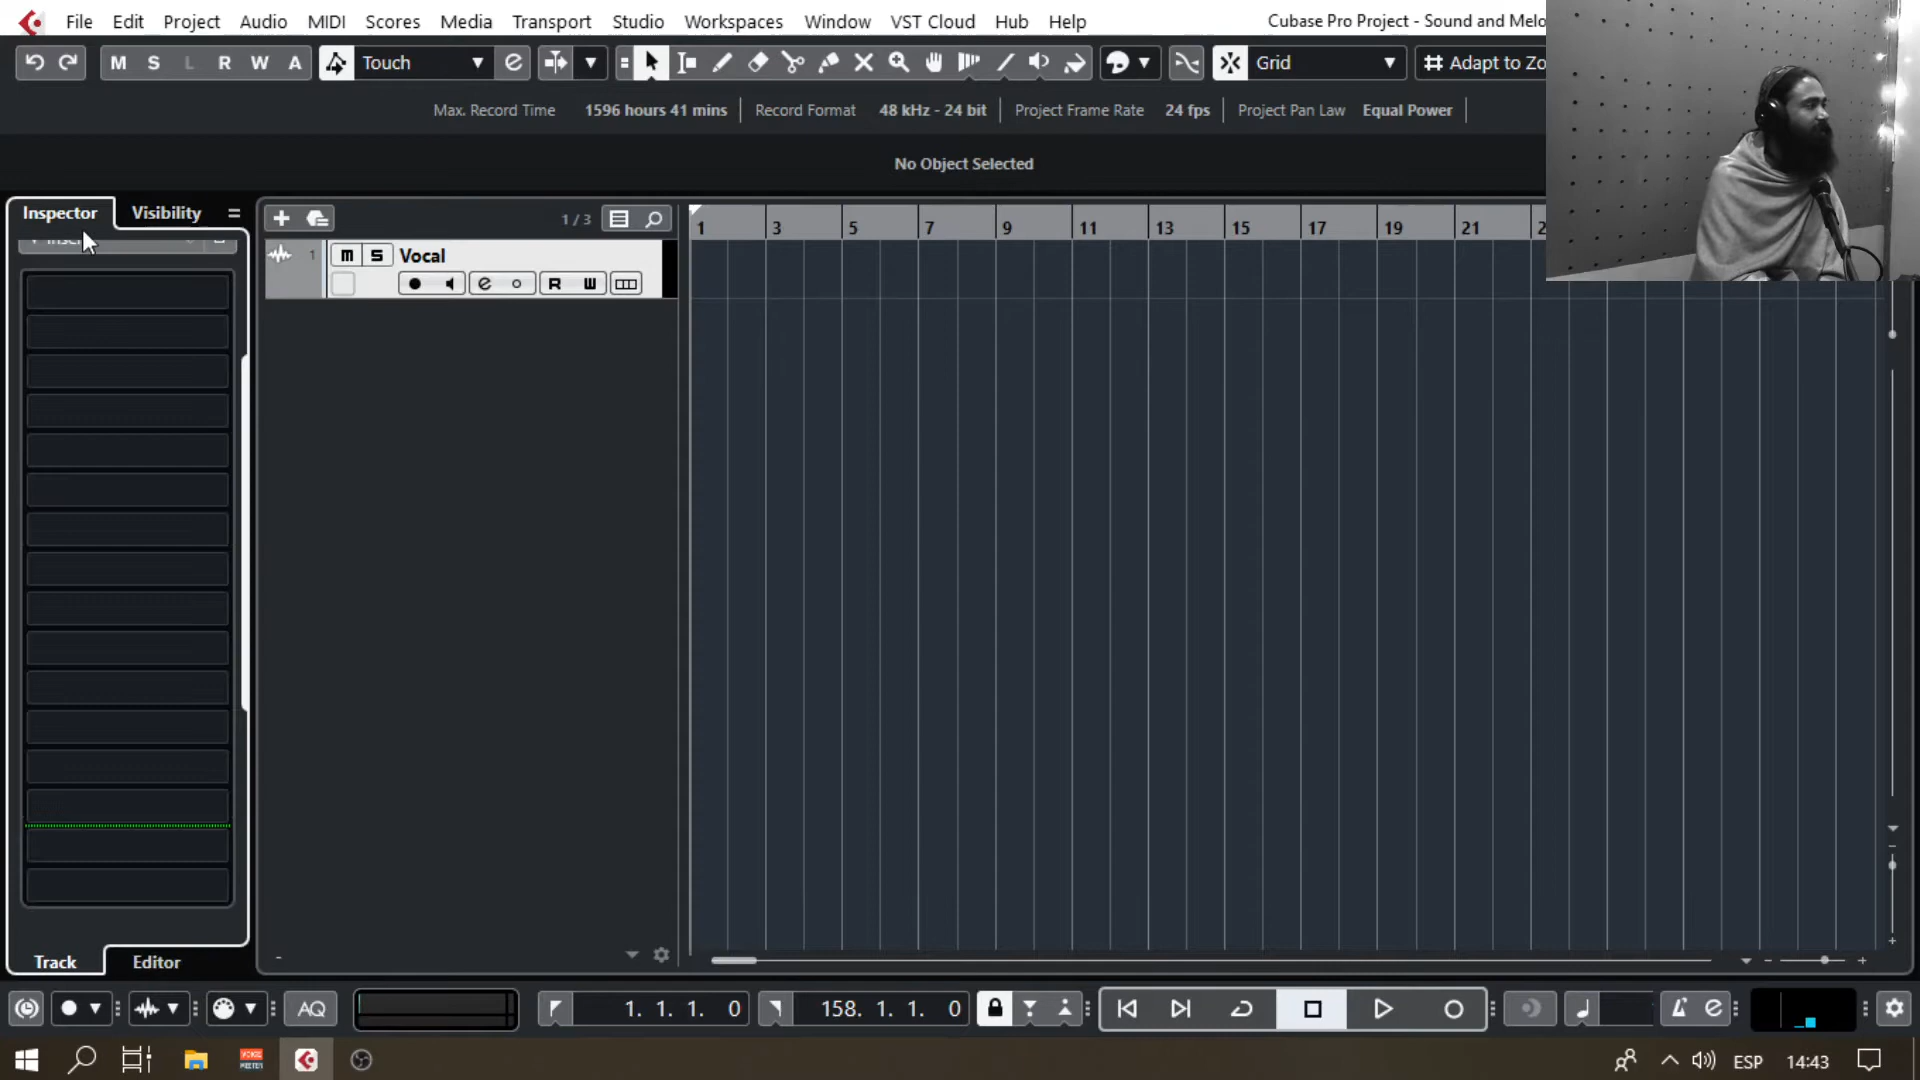 File Edit Project Audio MIDI Scores Media Transport Studio Workspaces Window VST Cloud Hub Help
Cubase Pro Project - Sound and Melo
M S L R W A Touch Grid Adapt to Zo
Max. Record Time 1596 hours 41 mins Record Format 48 kHz - 24 bit Project Frame Rate 24 fps Project Pan Law Equal Power
No Object Selected
Inspector Visibility
1 / 3
1 3 5 7 9 11 13 15 17 19 21 2
1 m S Vocal
R W
Track Editor
AQ 1. 1. 1. 0 158. 1. 1. 0
VOICE MEETER
ESP 14:43